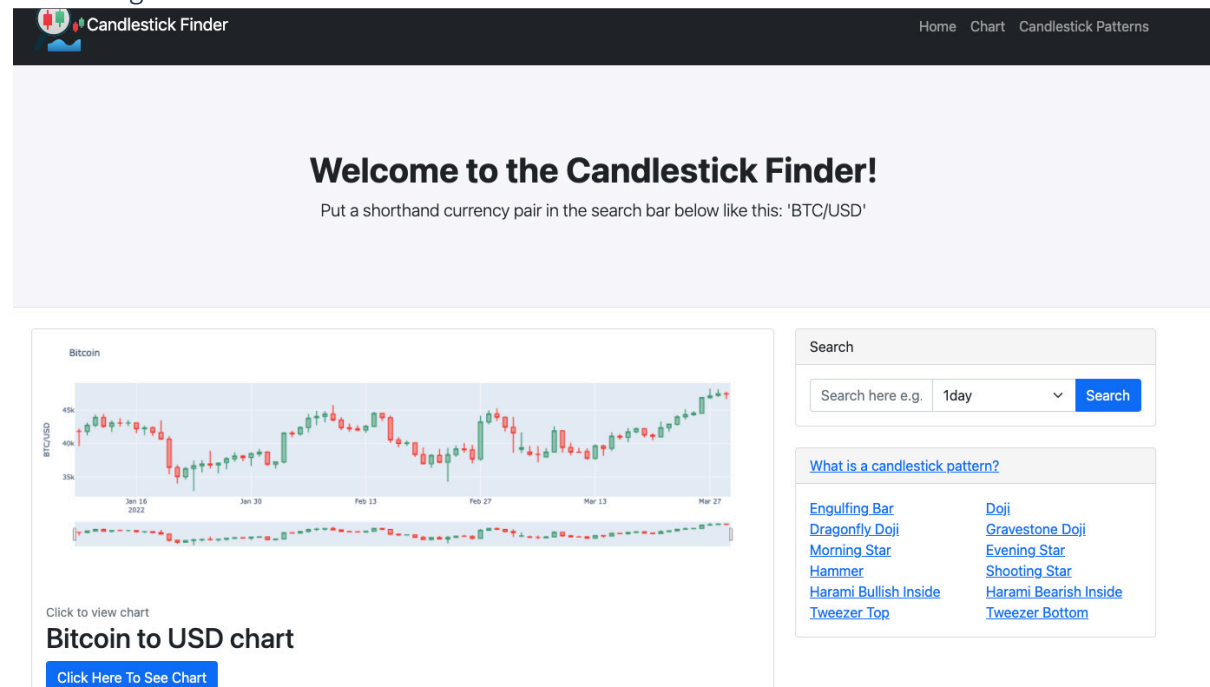 Candlestick Finder
Home Chart Candlestick Patterns
Welcome to the Candlestick Finder!
Put a shorthand currency pair in the search bar below like this: 'BTC/USD'
Bitcoin
BTC/USD
45k
40k
35k
Jan 16
2022
Jan 30
Feb 13
Feb 27
Mar 13
Mar 27
Click to view chart
Bitcoin to USD chart
Click Here To See Chart
Search
Search here e.g. 1day Search
What is a candlestick pattern?
Engulfing Bar Doji
Dragonfly Doji Gravestone Doji
Morning Star Evening Star
Hammer Shooting Star
Harami Bullish Inside Harami Bearish Inside
Tweezer Top Tweezer Bottom